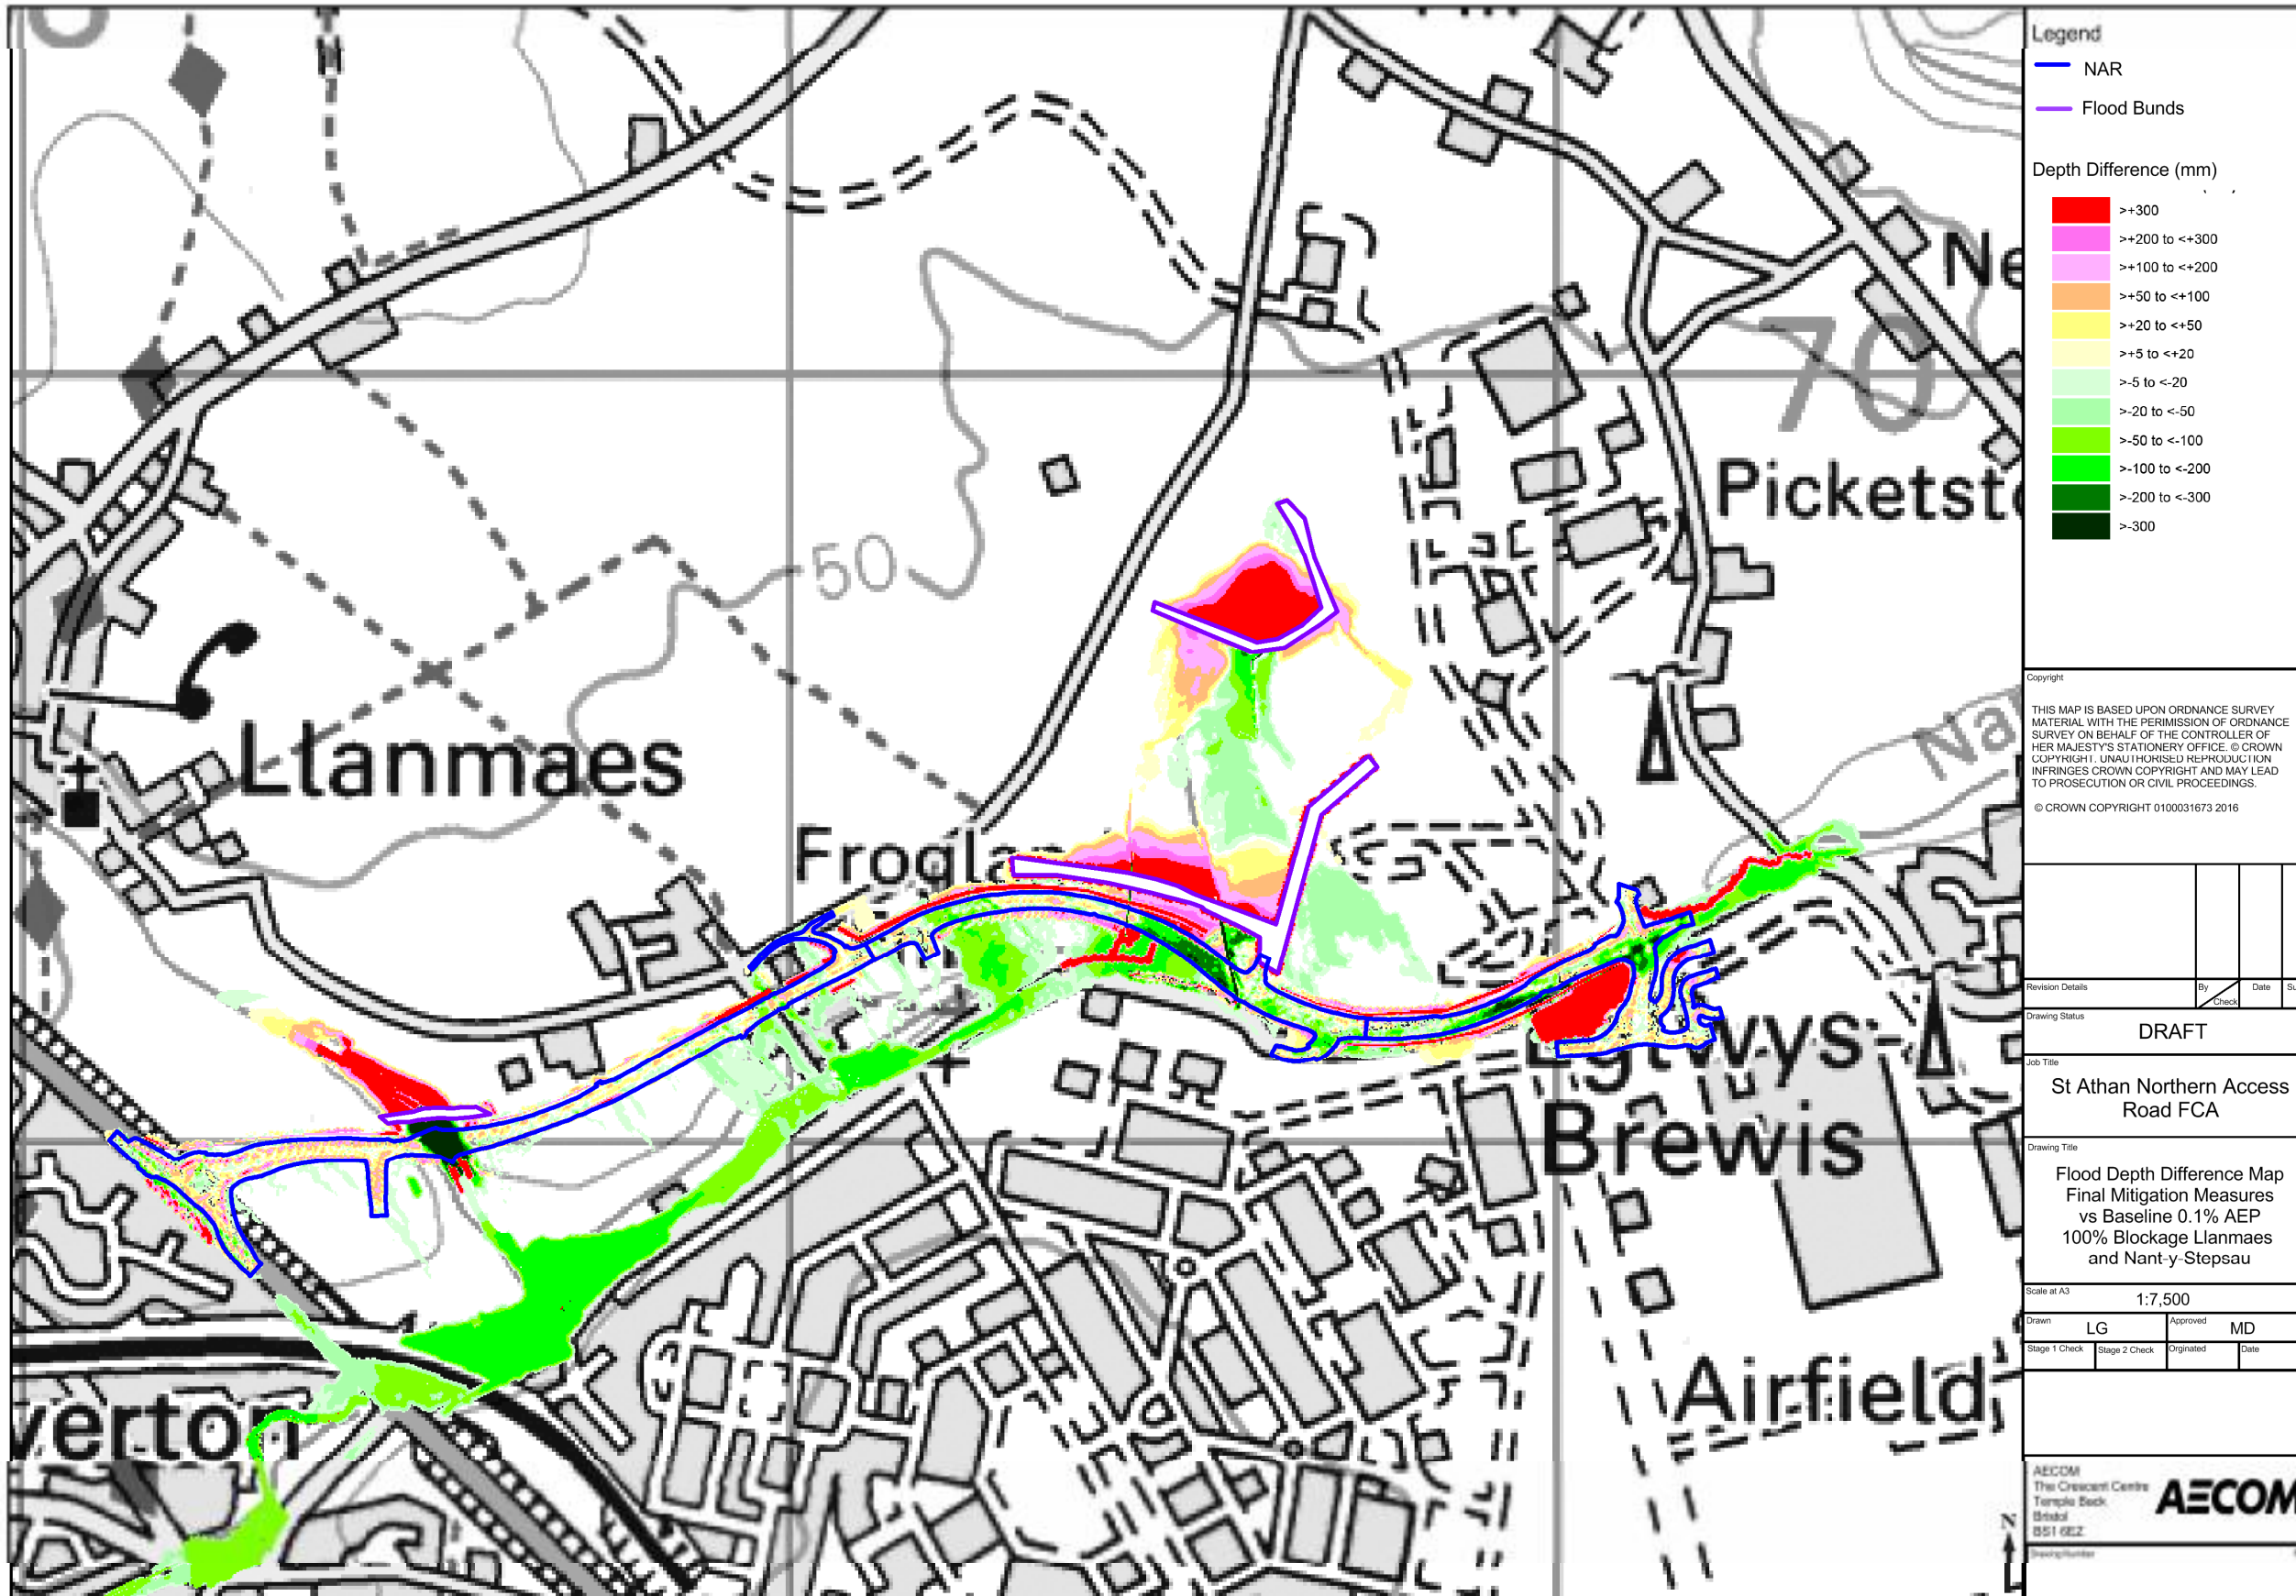 Llanmaes
50
70
verton
Brewis
Airfield
Legend
NAR
Flood Bunds
Depth Difference (mm)
>+300
>+200 to <+300
>+100 to <+200
>+50 to <+100
>+20 to <+50
>+5 to <+20
>-5 to <-20
>-20 to <-50
>-50 to <-100
>-100 to <-200
>-200 to <-300
>-300
Copyright
THIS MAP IS BASED UPON ORDNANCE SURVEY
MATERIAL WITH THE PERIMISSION OF ORDNANCE
SURVEY ON BEHALF OF THE CONTROLLER OF
HER MAJESTY'S STATIONERY OFFICE. © CROWN
COPYRIGHT. UNAUTHORISED REPRODUCTION
INFRINGES CROWN COPYRIGHT AND MAY LEAD
TO PROSECUTION OR CIVIL PROCEEDINGS.
© CROWN COPYRIGHT 0100031673 2016
Revision Details
By
Check
Date
Su
Drawing Status
DRAFT
Job Title
St Athan Northern Access
Road FCA
Drawing Title
Flood Depth Difference Map
Final Mitigation Measures
vs Baseline 0.1% AEP
100% Blockage Llanmaes
and Nant-y-Stepsau
Scale at A3
1:7,500
Drawn
LG
Approved
MD
Stage 1 Check
Stage 2 Check
Orginated
Date
AECOM
The Crescent Centre
Temple Back
Bristol
BS1 6EZ
AECOM
N
Drawing Number